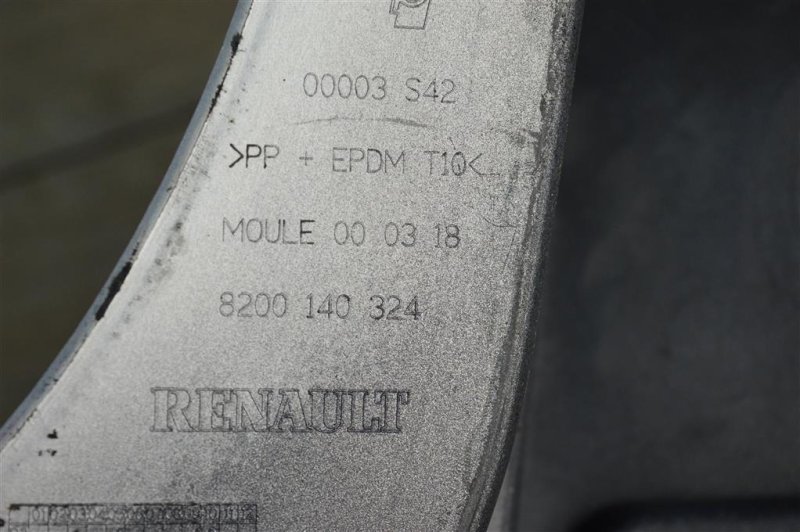 00003 S42
>PP + EPDM T10<
MOULE 00 03 18
8200 140 324
RENAULT